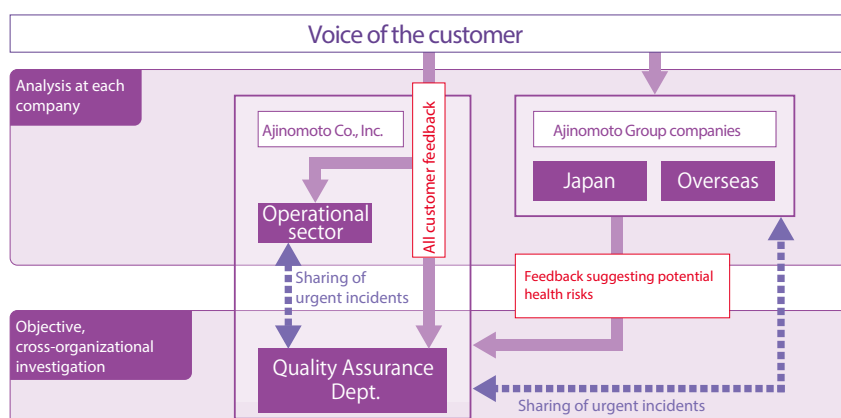 Voice of the customer
Analysis at each
company
Ajinomoto Co., Inc.
All customer feedback
Ajinomoto Group companies
Japan
Overseas
Operational
sector
Sharing of
urgent incidents
Feedback suggesting potential
health risks
Objective,
cross-organizational
investigation
Quality Assurance
Dept.
Sharing of urgent incidents